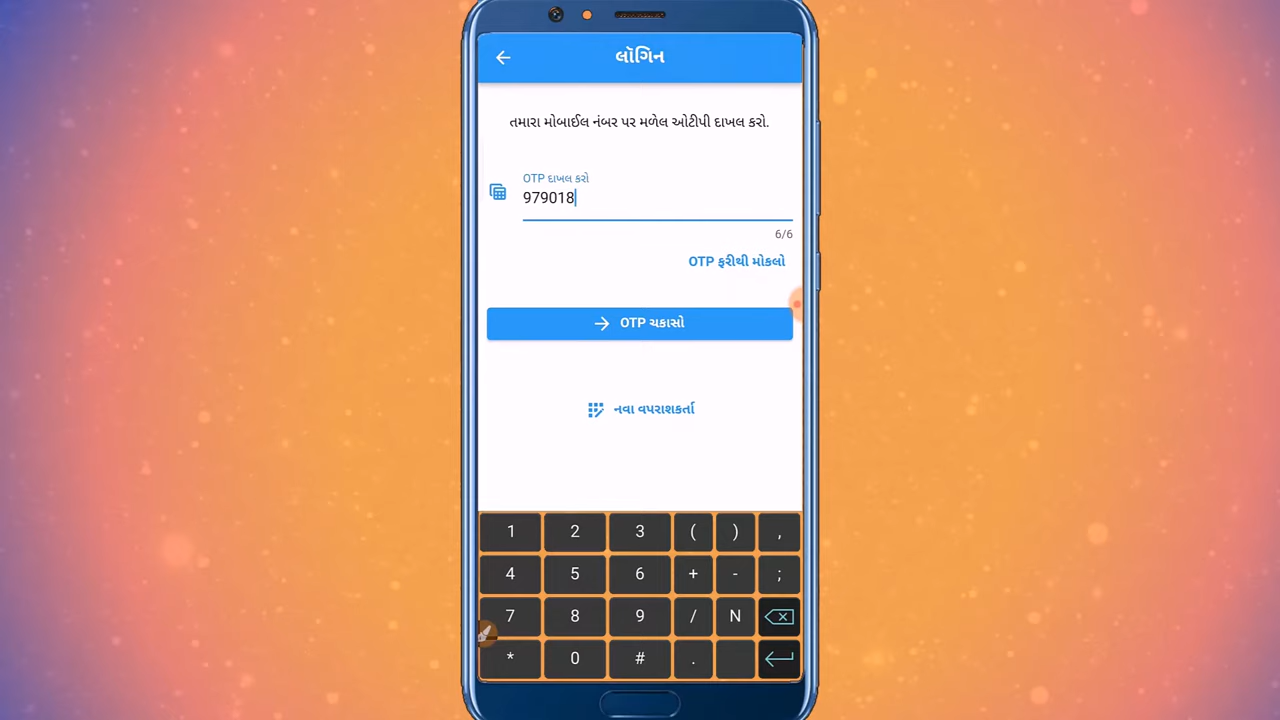 લૉગિન
તમારા મોબાઈલ નંબર પર મળેલ ઓટીપી દાખલ કરો.
OTP દાખલ કરો
979018
6/6
OTP ફરીથી મોકલો
OTP ચકાસો
નવા વપરાશકર્તા
1 2 3 ( ) ,
4 5 6 + - ;
7 8 9 / N
* 0 # .